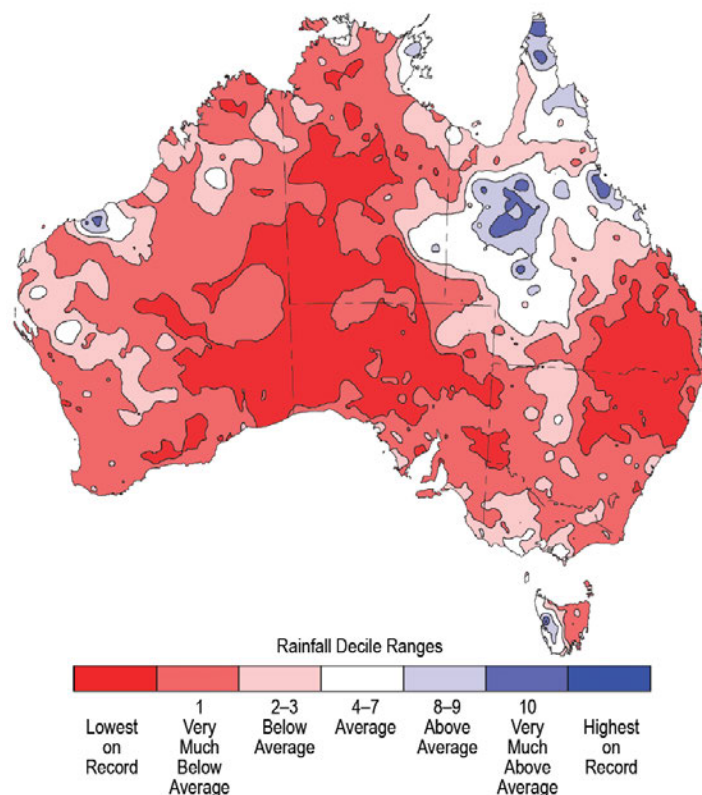 Rainfall Decile Ranges
1 2–3 4–7 8–9 10
Lowest Very Below Average Above Very Highest
on Much Average Average Much on
Record Below Above Record
Average Average